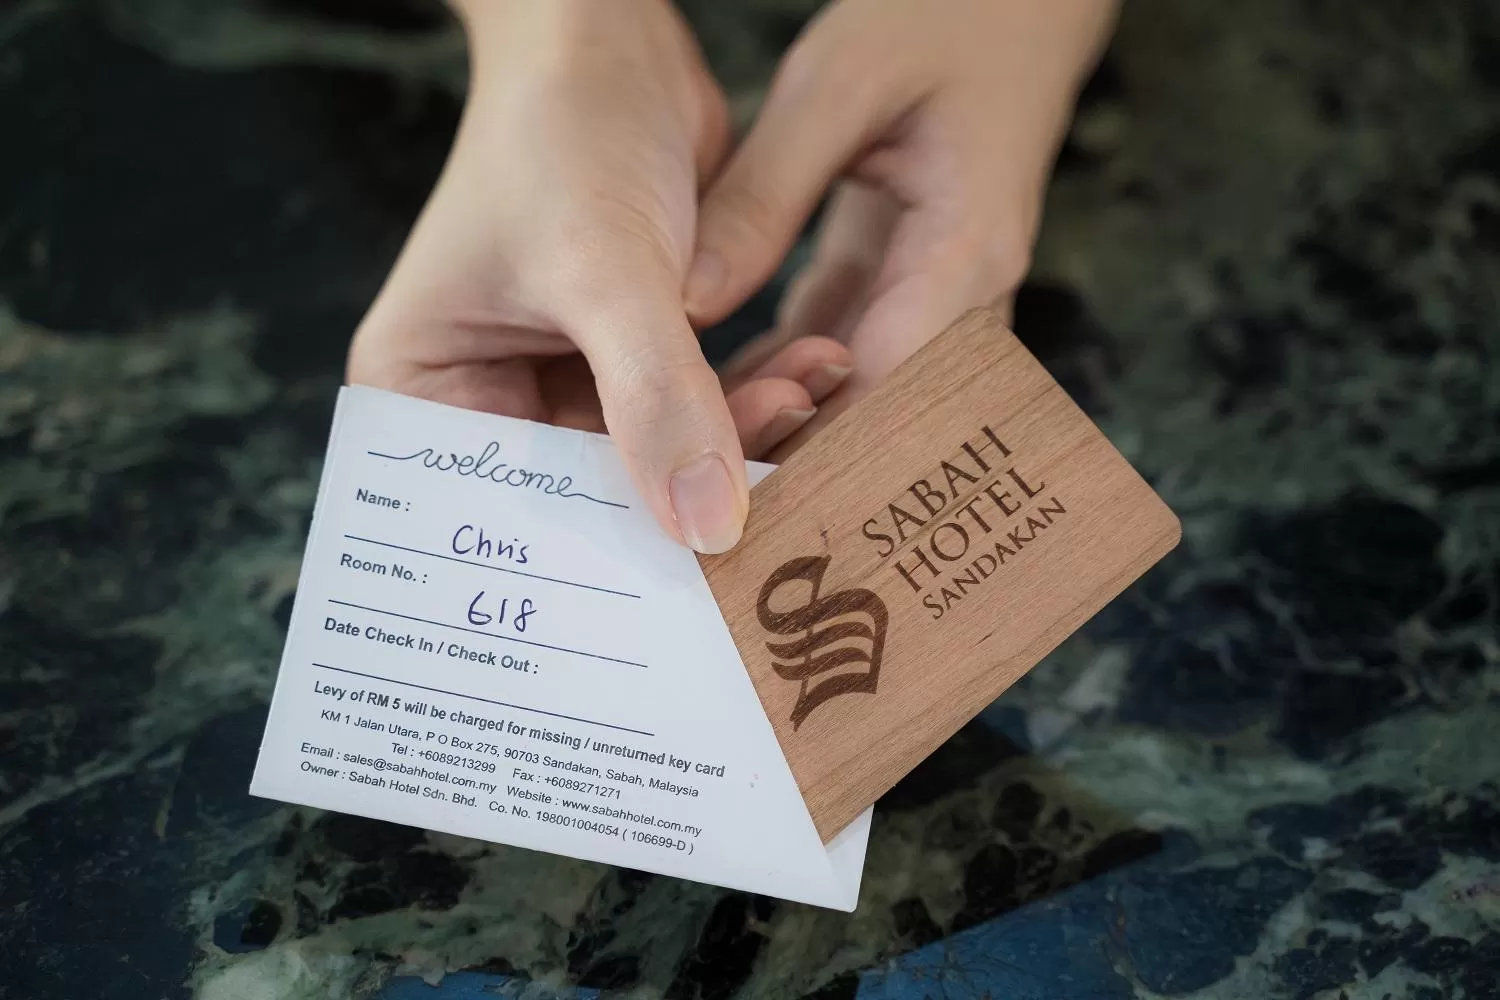 welcome
Name :
Chris
Room No. :
618
Date Check In / Check Out :
Levy of RM 5 will be charged for missing / unreturned key card
KM 1 Jalan Utara, P O Box 275, 90703 Sandakan, Sabah, Malaysia
Tel : +6089213299 Fax : +6089271271
Email : sales@sabahhotel.com.my Website : www.sabahhotel.com.my
Owner : Sabah Hotel Sdn. Bhd. Co. No. 198001004054 ( 106699-D )
S
SABAH
HOTEL
SANDAKAN